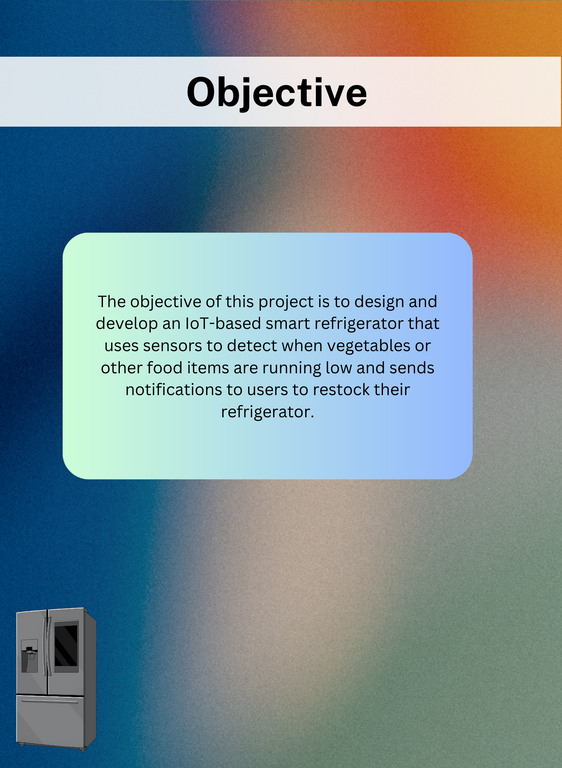 Objective
The objective of this project is to design and
develop an IoT-based smart refrigerator that
uses sensors to detect when vegetables or
other food items are running low and sends
notifications to users to restock their
refrigerator.